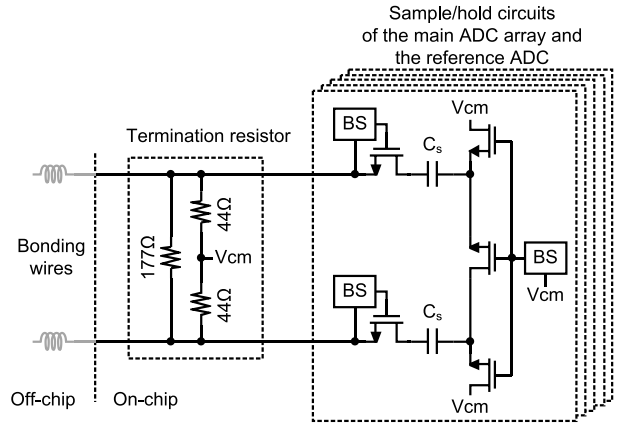 Sample/hold circuits
of the main ADC array and
the reference ADC
Termination resistor
Bonding
wires
Off-chip
On-chip
177Ω
44Ω
44Ω
Vcm
BS
Cs
Vcm
BS
Cs
BS
Vcm
Vcm